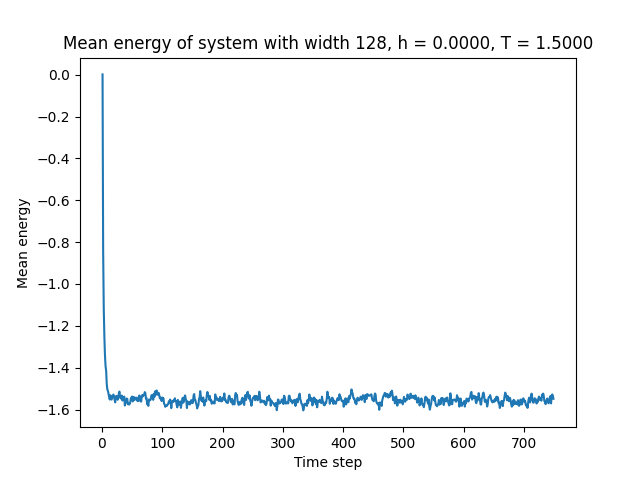 Mean energy of system with width 128, h = 0.0000, T = 1.5000
0.0
−0.2
−0.4
−0.6
−0.8
−1.0
−1.2
−1.4
−1.6
Mean energy
0 100 200 300 400 500 600 700
Time step